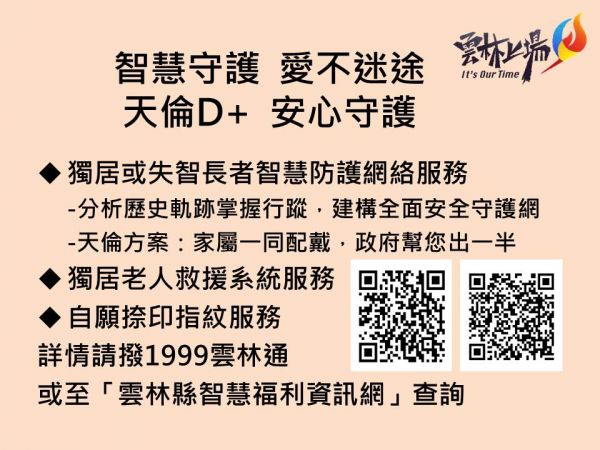 雲林上場
It's Our Time
智慧守護 愛不迷途
天倫D+ 安心守護
◆ 獨居或失智長者智慧防護網絡服務
-分析歷史軌跡掌握行蹤，建構全面安全守護網
-天倫方案：家屬一同配戴，政府幫您出一半
◆ 獨居老人救援系統服務
◆ 自願捺印指紋服務
詳情請撥1999雲林通
或至「雲林縣智慧福利資訊網」查詢